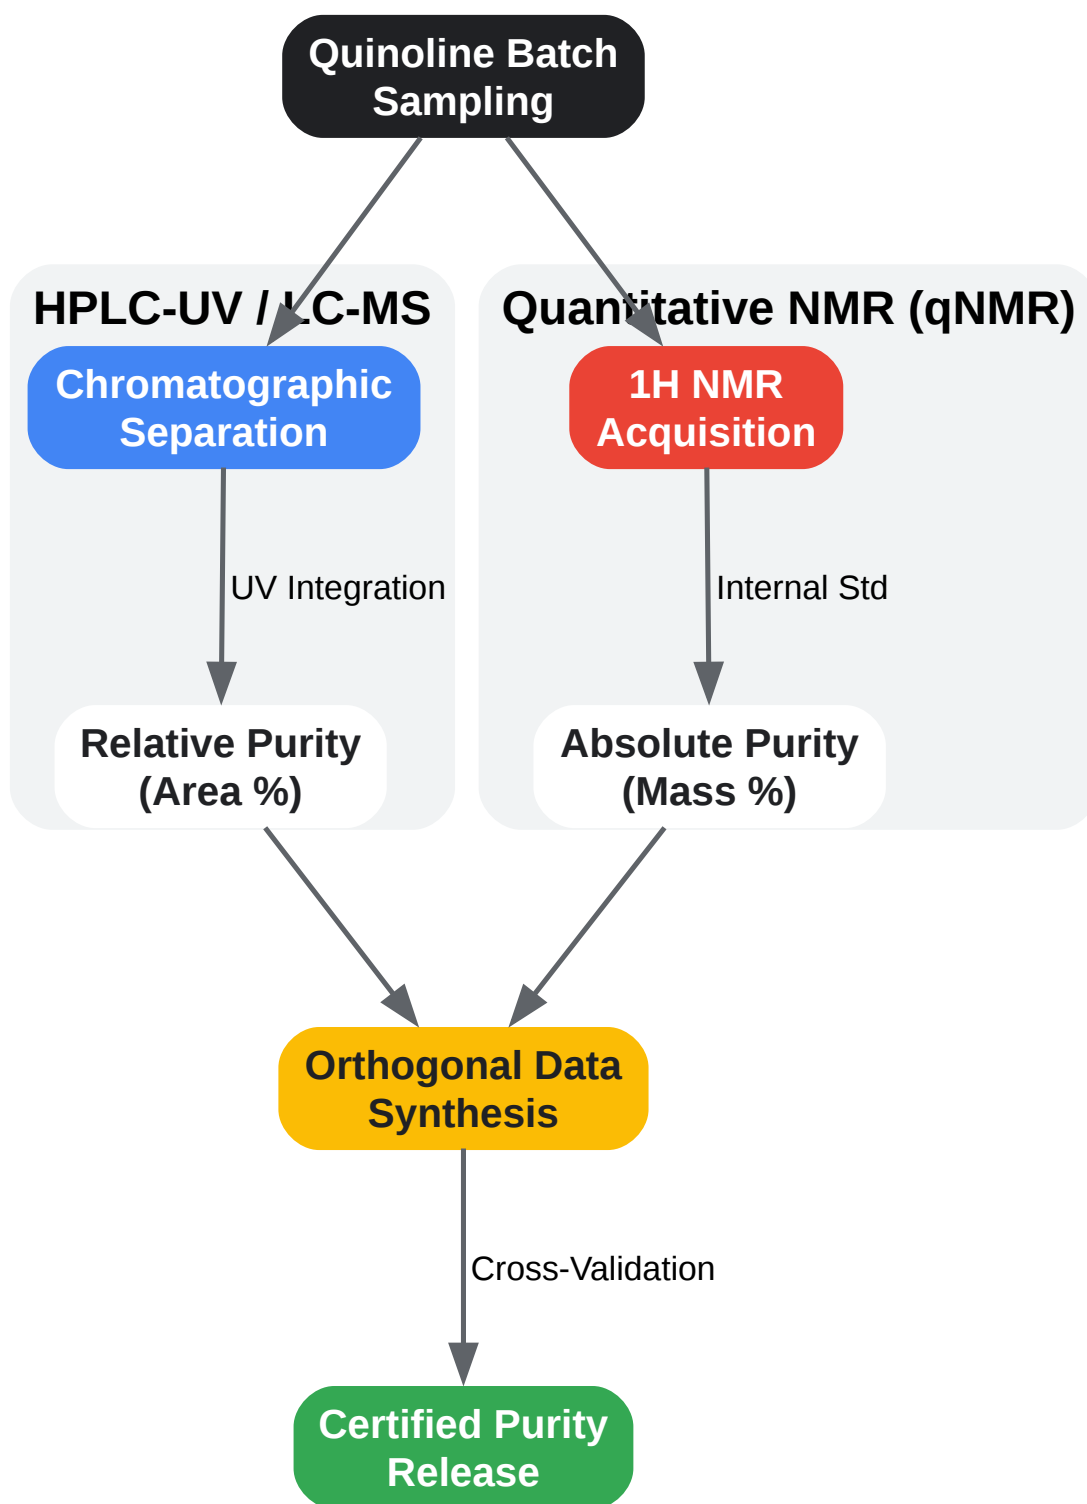 Quinoline Batch
Sampling
HPLC-UV / LC-MS
Quantitative NMR (qNMR)
Chromatographic
Separation
1H NMR
Acquisition
UV Integration
Internal Std
Relative Purity
(Area %)
Absolute Purity
(Mass %)
Orthogonal Data
Synthesis
Cross-Validation
Certified Purity
Release